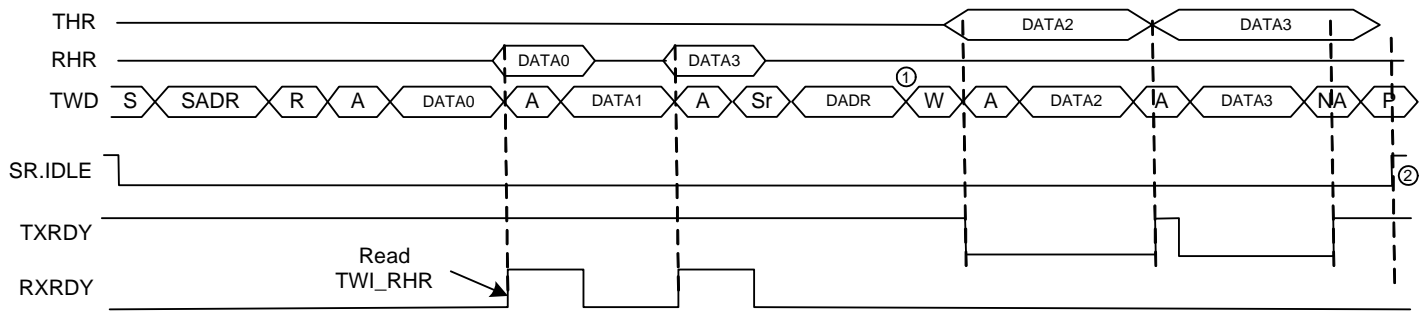 THR DATA2 DATA3
RHR DATA0 DATA3
TWD S SADR R A DATA0 A DATA1 A Sr DADR ① W A DATA2 A DATA3 NA P
SR.IDLE ②
TXRDY
Read
TWI_RHR
RXRDY